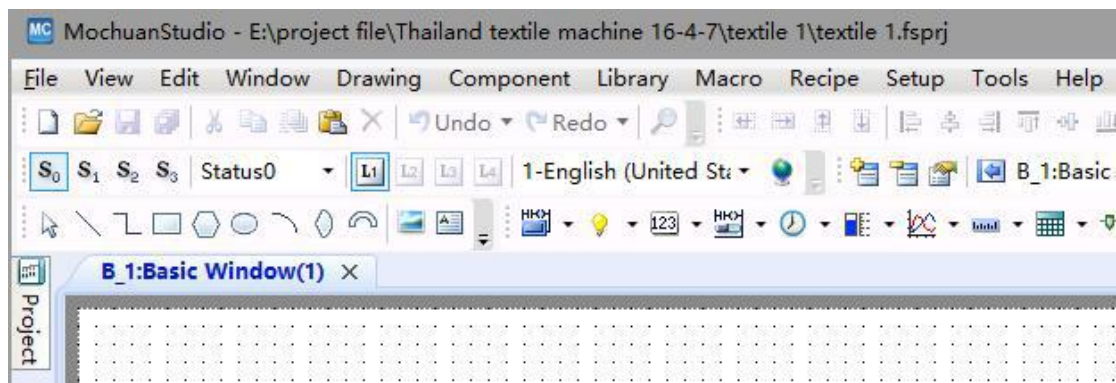 MC MochuanStudio - E:\project file\Thailand textile machine 16-4-7\textile 1\textile 1.fsprj
File View Edit Window Drawing Component Library Macro Recipe Setup Tools Help
Undo Redo
S0 S1 S2 S3 Status0 L1 L2 L3 L4 1-English (United Sta B_1:Basic
A 123
B_1:Basic Window(1)
Project